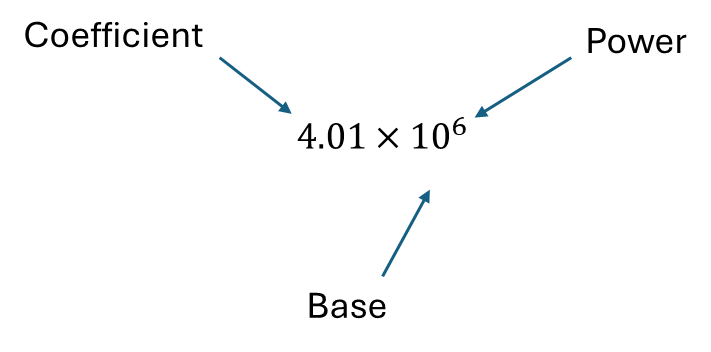 Coefficient
Power
4.01 × 10⁶
Base